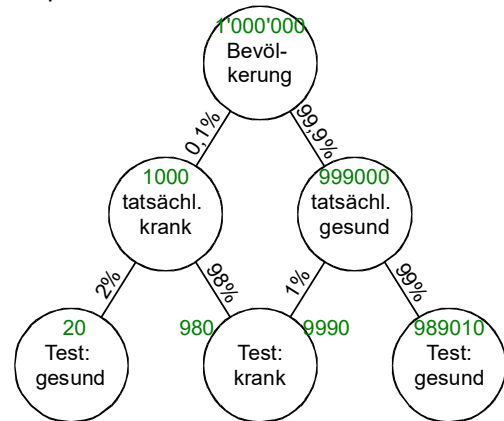 1'000'000
Bevöl-
kerung
0,1%
99,9%
1000
tatsächl.
krank
999000
tatsächl.
gesund
2%
98%
1%
99%
20
Test:
gesund
980
9990
Test:
krank
989010
Test:
gesund